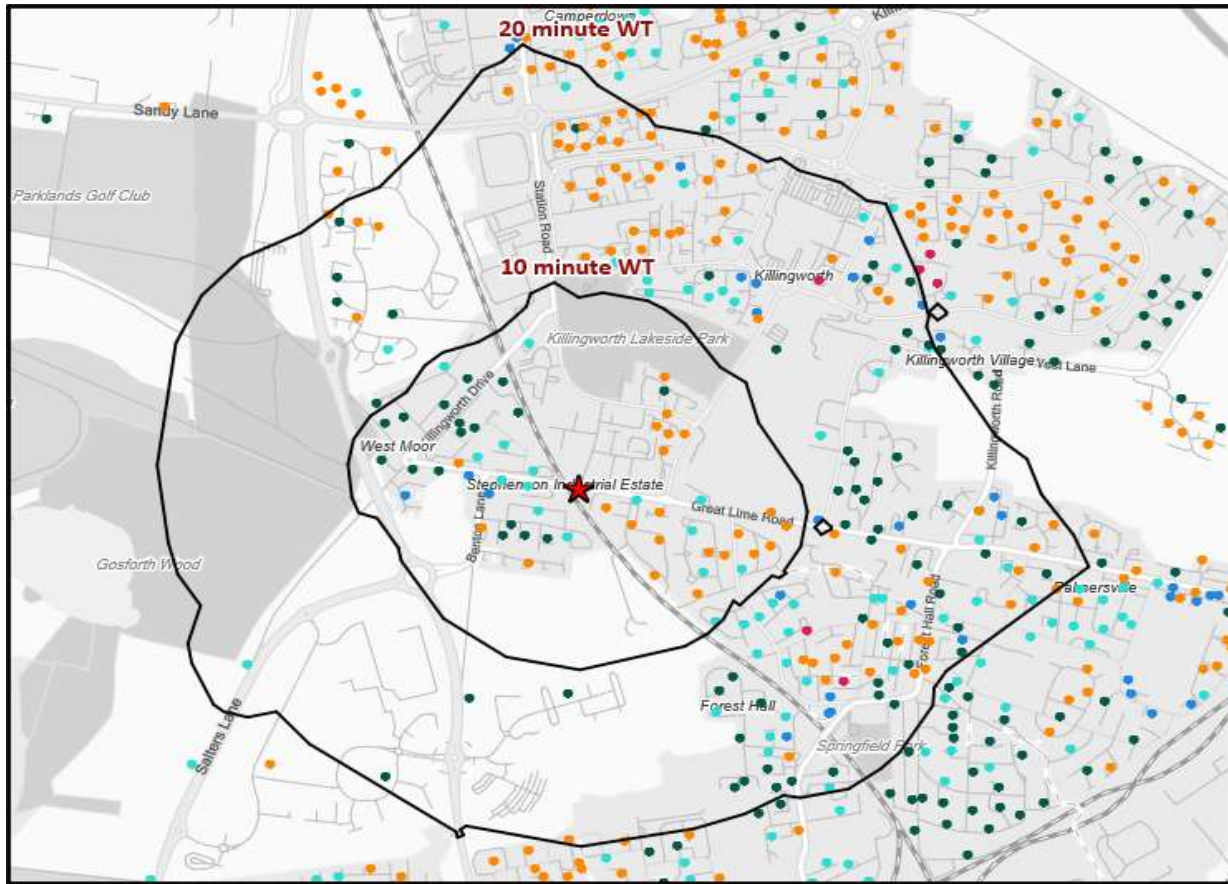 Camperdown
20 minute WT
Sandy Lane
Parklands Golf Club
Station Road
10 minute WT
Killingworth
Killingworth Lakeside Park
Killingworth Village
West Lane
Killingworth Drive
Killingworth Road
West Moor
Stephenson Industrial Estate
Great Lime Road
Benton Lane
Gosforth Wood
Palmersville
Forest Hall Road
Forest Hall
Springfield Park
Salters Lane